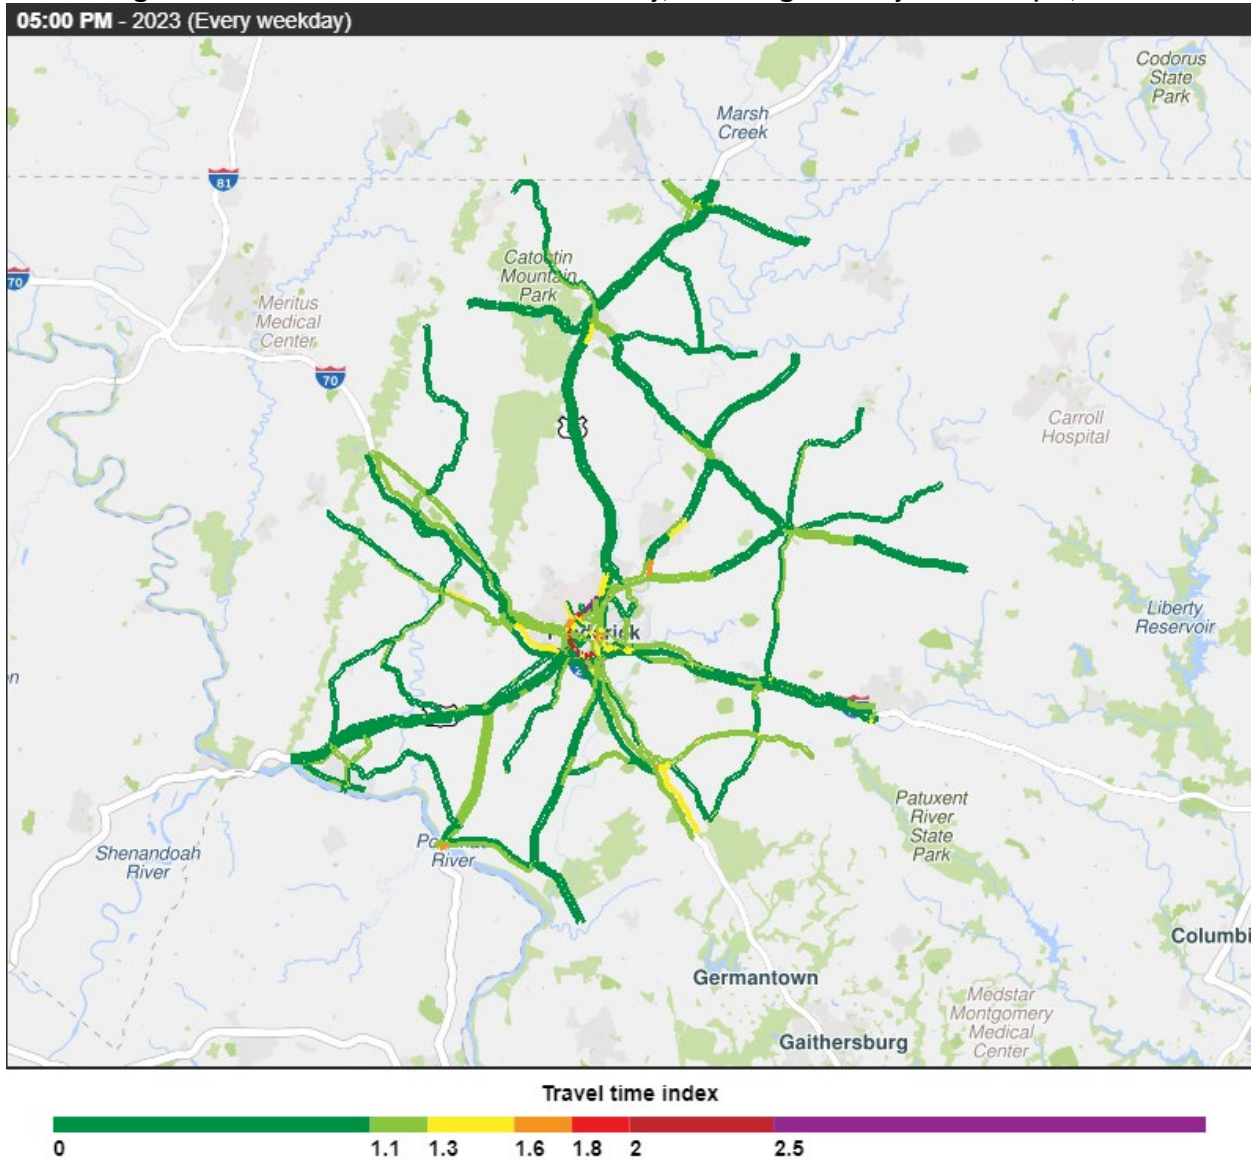 05:00 PM - 2023 (Every weekday)
Codorus
State
Park
Marsh
Creek
81
70
Catoctin
Mountain
Park
Meritus
Medical
Center
70
Carroll
Hospital
Liberty
Reservoir
Frederick
Patuxent
River
State
Park
Shenandoah
River
River
Columbi
Germantown
Medstar
Montgomery
Medical
Center
Gaithersburg
Travel time index
0 1.1 1.3 1.6 1.8 2 2.5